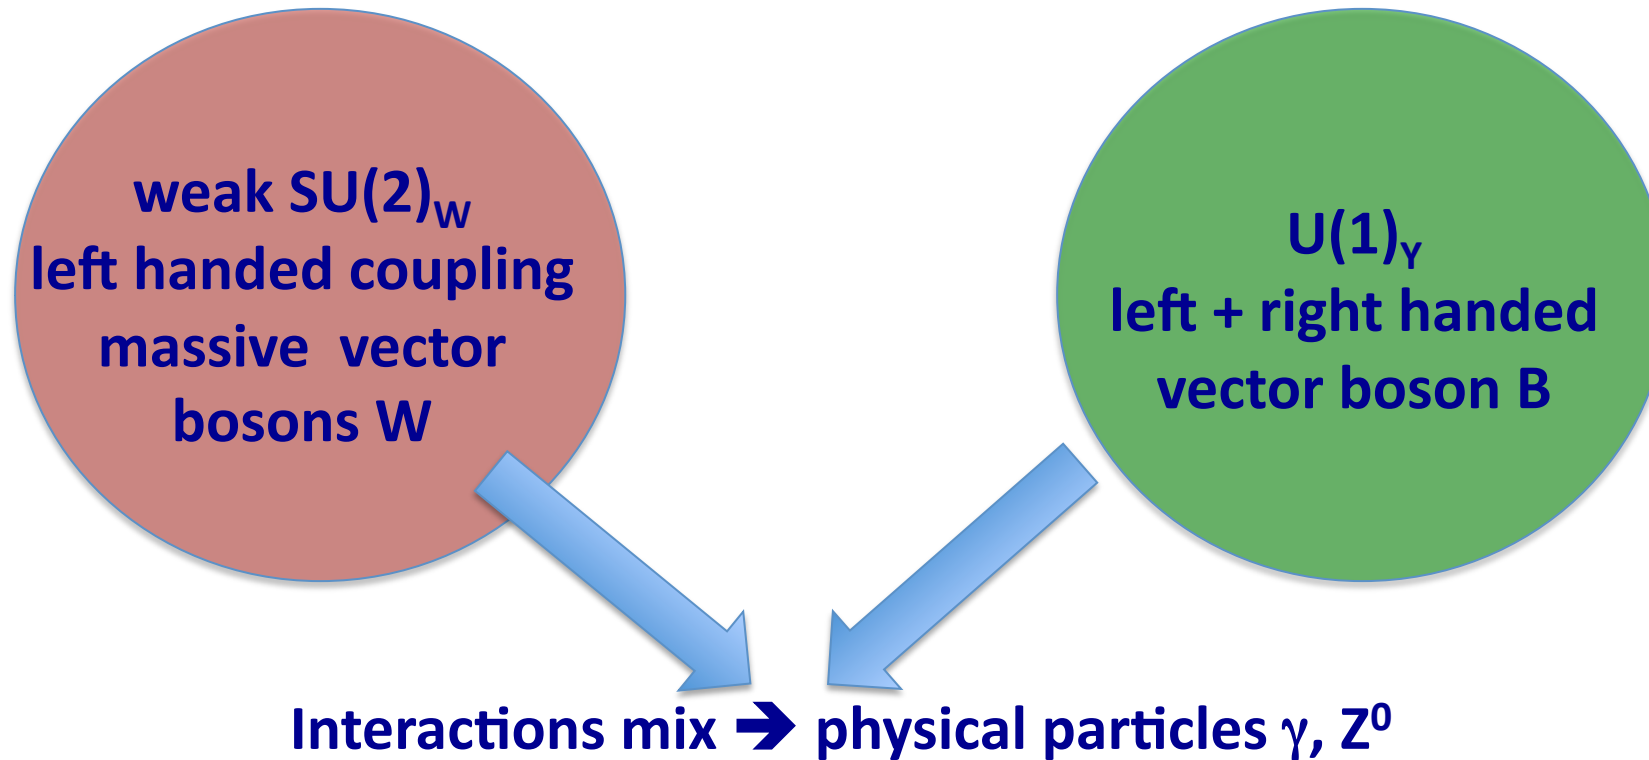 weak SU(2)W
left handed coupling
massive vector
bosons W
U(1)Y
left + right handed
vector boson B
Interactions mix ➔ physical particles γ, Z⁰